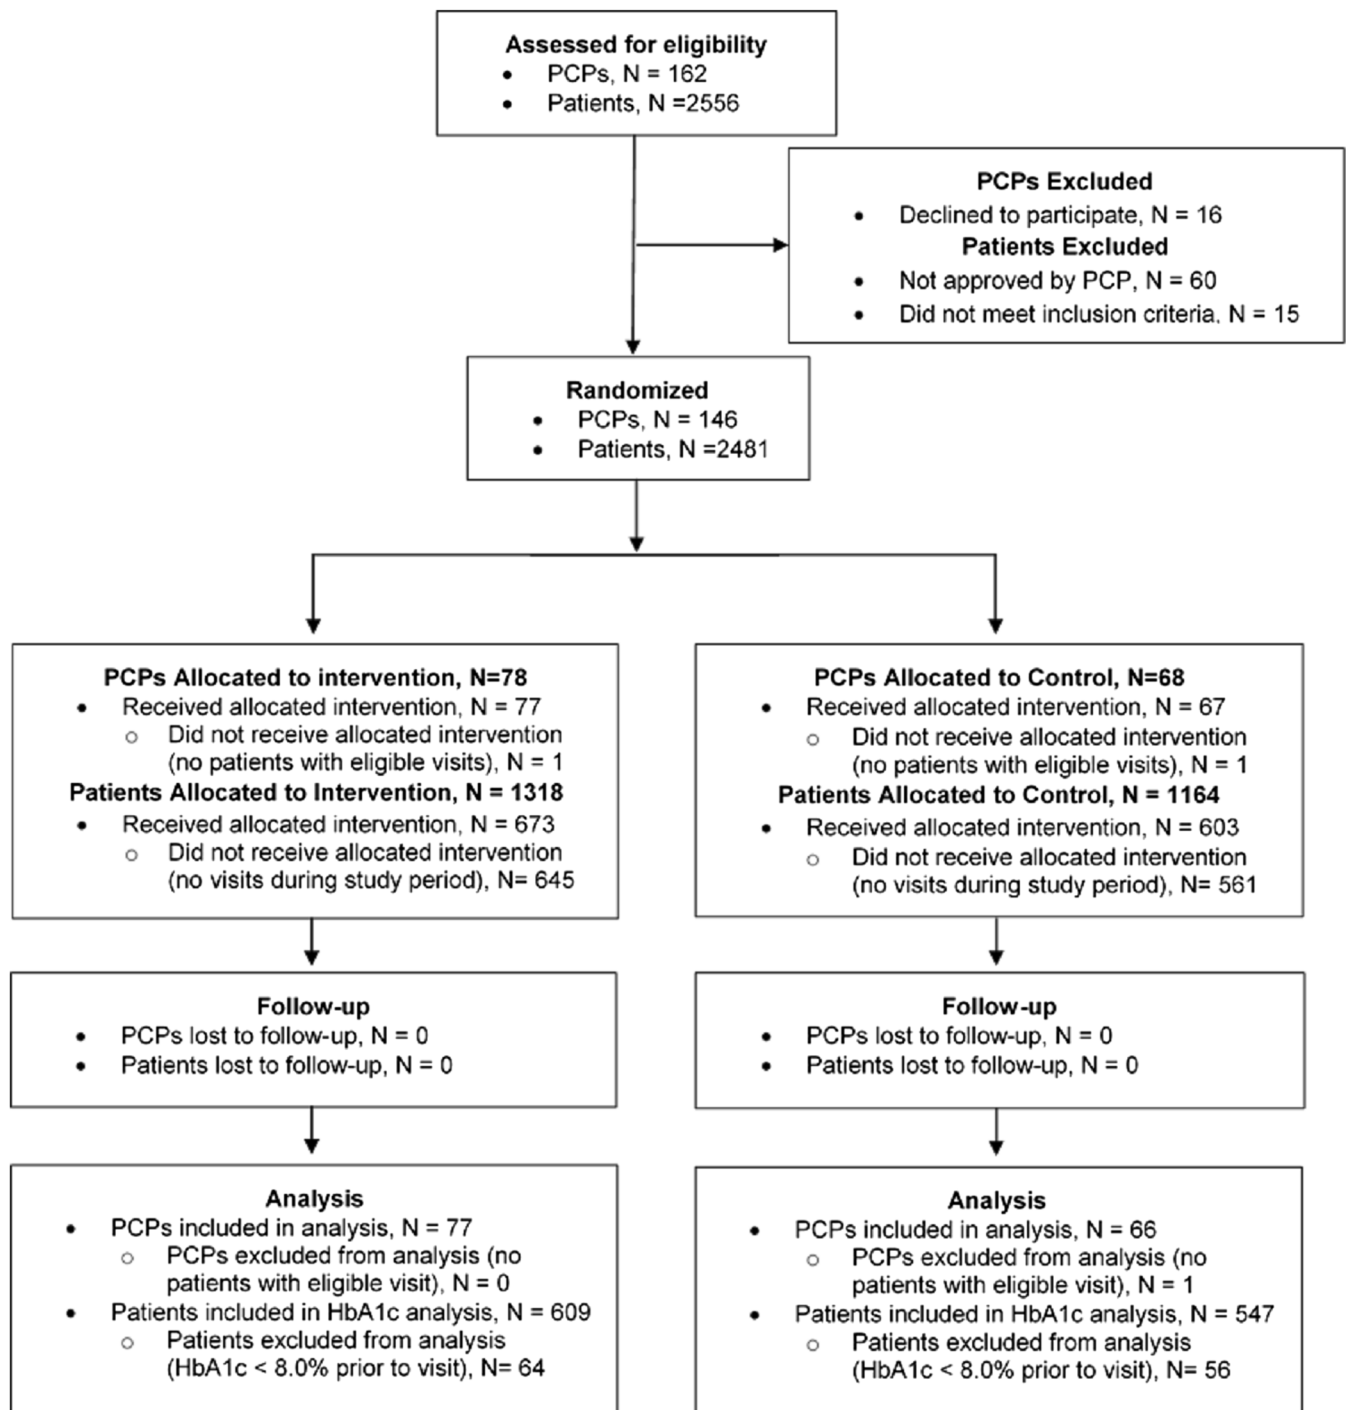 Assessed for eligibility
• PCPs, N = 162
• Patients, N =2556
PCPs Excluded
• Declined to participate, N = 16
Patients Excluded
• Not approved by PCP, N = 60
• Did not meet inclusion criteria. N = 15
Randomized
• PCPs, N = 146
• Patients, N =2481
PCPs Allocated to intervention, N=78
• Received allocated intervention, N = 77
○ Did not receive allocated intervention
(no patients with eligible visits), N = 1
Patients Allocated to Intervention, N = 1318
• Received allocated intervention, N = 673
○ Did not receive allocated intervention
(no visits during study period), N= 645
PCPs Allocated to Control, N=68
• Received allocated intervention, N = 67
○ Did not receive allocated intervention
(no patients with eligible visits), N = 1
Patients Allocated to Control, N = 1164
• Received allocated intervention, N = 603
○ Did not receive allocated intervention
(no visits during study period), N= 561
Follow-up
• PCPs lost to follow-up, N = 0
• Patients lost to follow-up, N = 0
Follow-up
• PCPs lost to follow-up, N = 0
• Patients lost to follow-up, N = 0
Analysis
• PCPs included in analysis, N = 77
○ PCPs excluded from analysis (no
patients with eligible visit), N = 0
• Patients included in HbA1c analysis, N = 609
○ Patients excluded from analysis
(HbA1c < 8.0% prior to visit), N= 64
Analysis
• PCPs included in analysis, N = 66
○ PCPs excluded from analysis (no
patients with eligible visit), N = 1
• Patients included in HbA1c analysis, N = 547
○ Patients excluded from analysis
(HbA1c < 8.0% prior to visit), N= 56